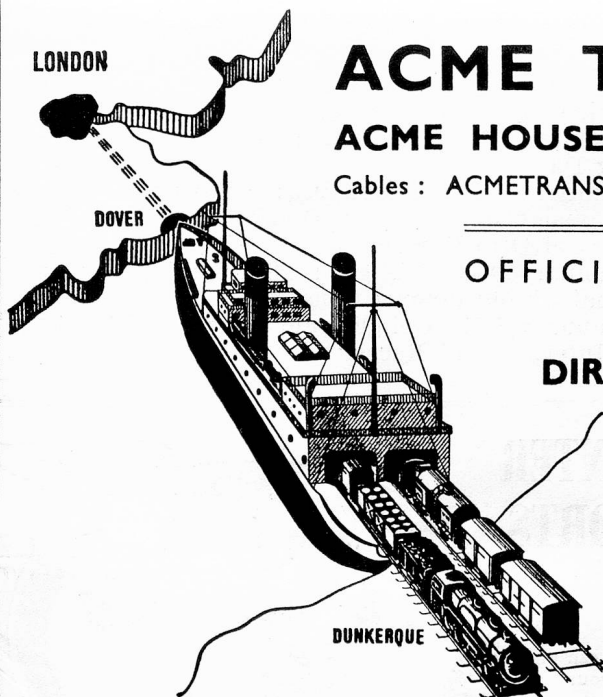 LONDON
ACME T
ACME HOUSE
Cables : ACMETRANS
DOVER
OFFICI
DIR
DUNKERQUE